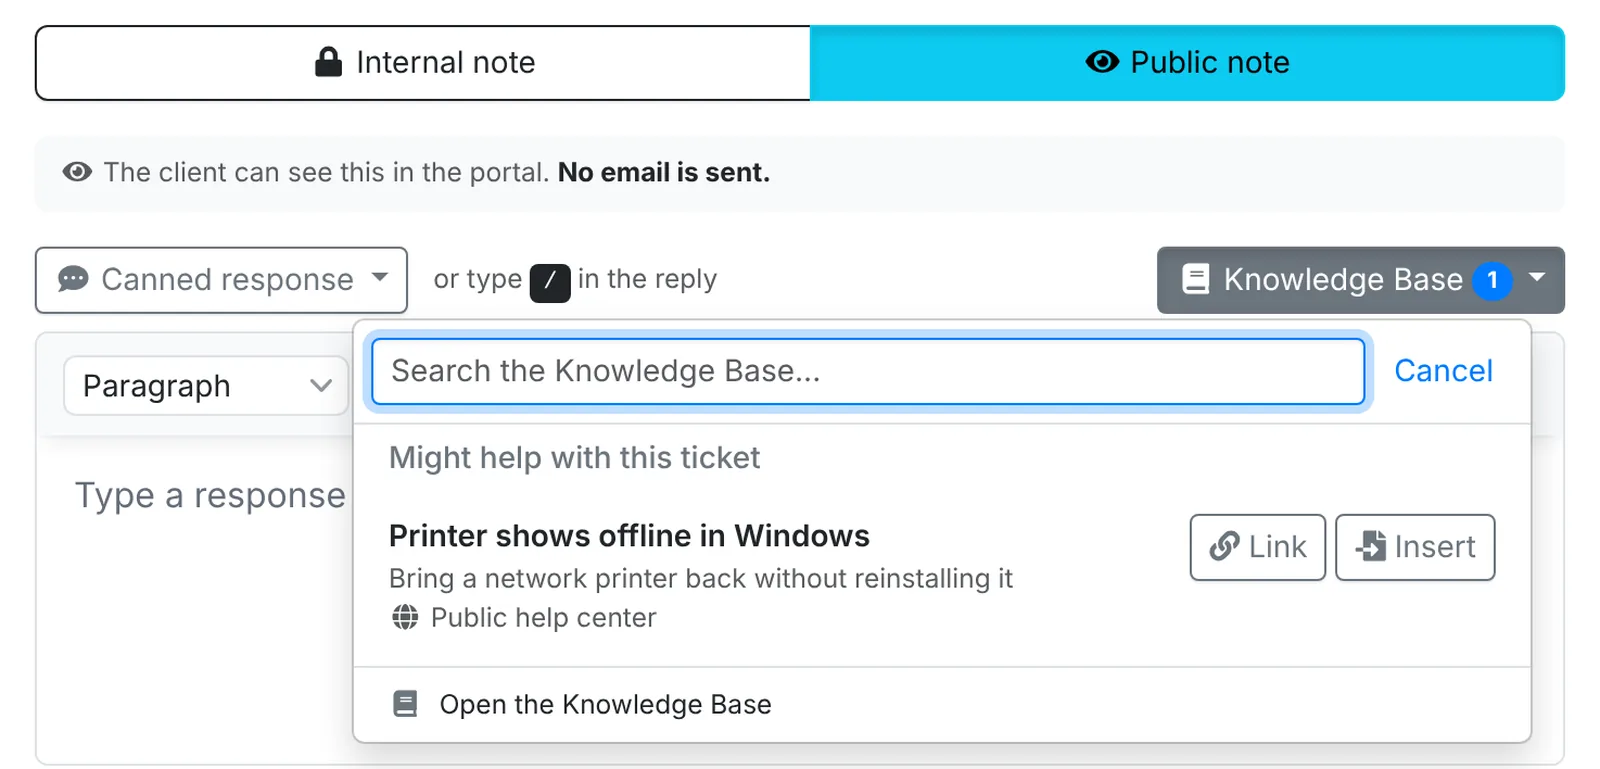 Internal note
Public note
The client can see this in the portal. No email is sent.
Canned response
or type / in the reply
Knowledge Base 1
Paragraph
Search the Knowledge Base...
Cancel
Type a response
Might help with this ticket
Printer shows offline in Windows
Bring a network printer back without reinstalling it
Public help center
Link
Insert
Open the Knowledge Base